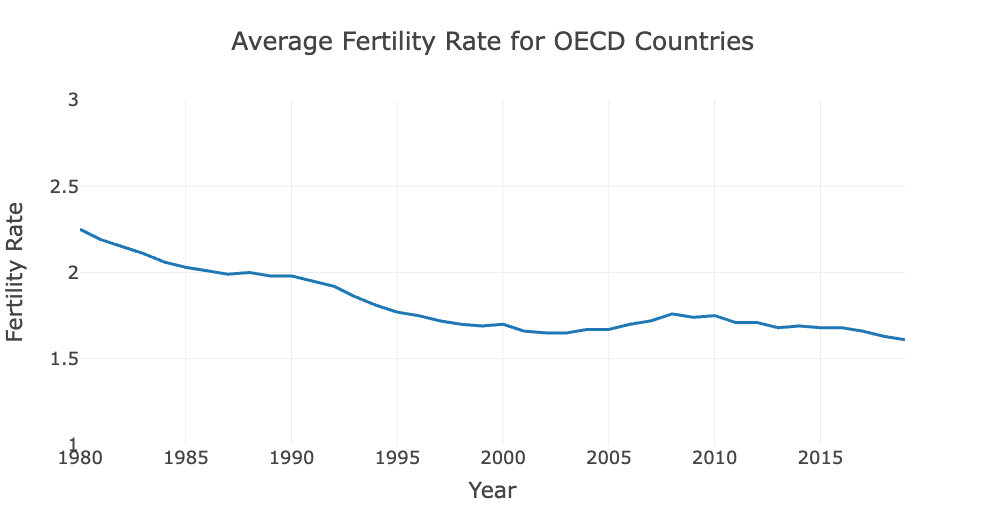 Average Fertility Rate for OECD Countries
3
2.5
2
1.5
1
Fertility Rate
1980 1985 1990 1995 2000 2005 2010 2015
Year